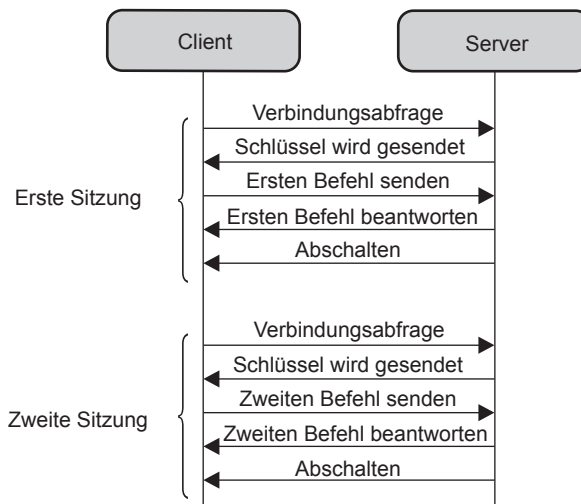 Client
Server
Verbindungsabfrage
Schlüssel wird gesendet
Ersten Befehl senden
Erste Sitzung
Ersten Befehl beantworten
Abschalten
Verbindungsabfrage
Schlüssel wird gesendet
Zweiten Befehl senden
Zweite Sitzung
Zweiten Befehl beantworten
Abschalten